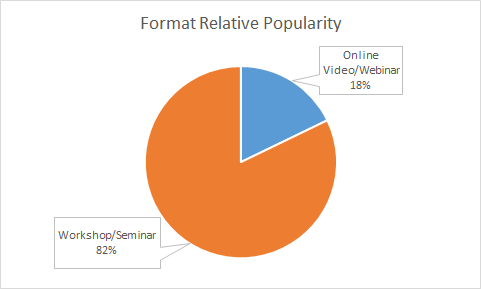 Format Relative Popularity
Online
Video/Webinar
18%
Workshop/Seminar
82%